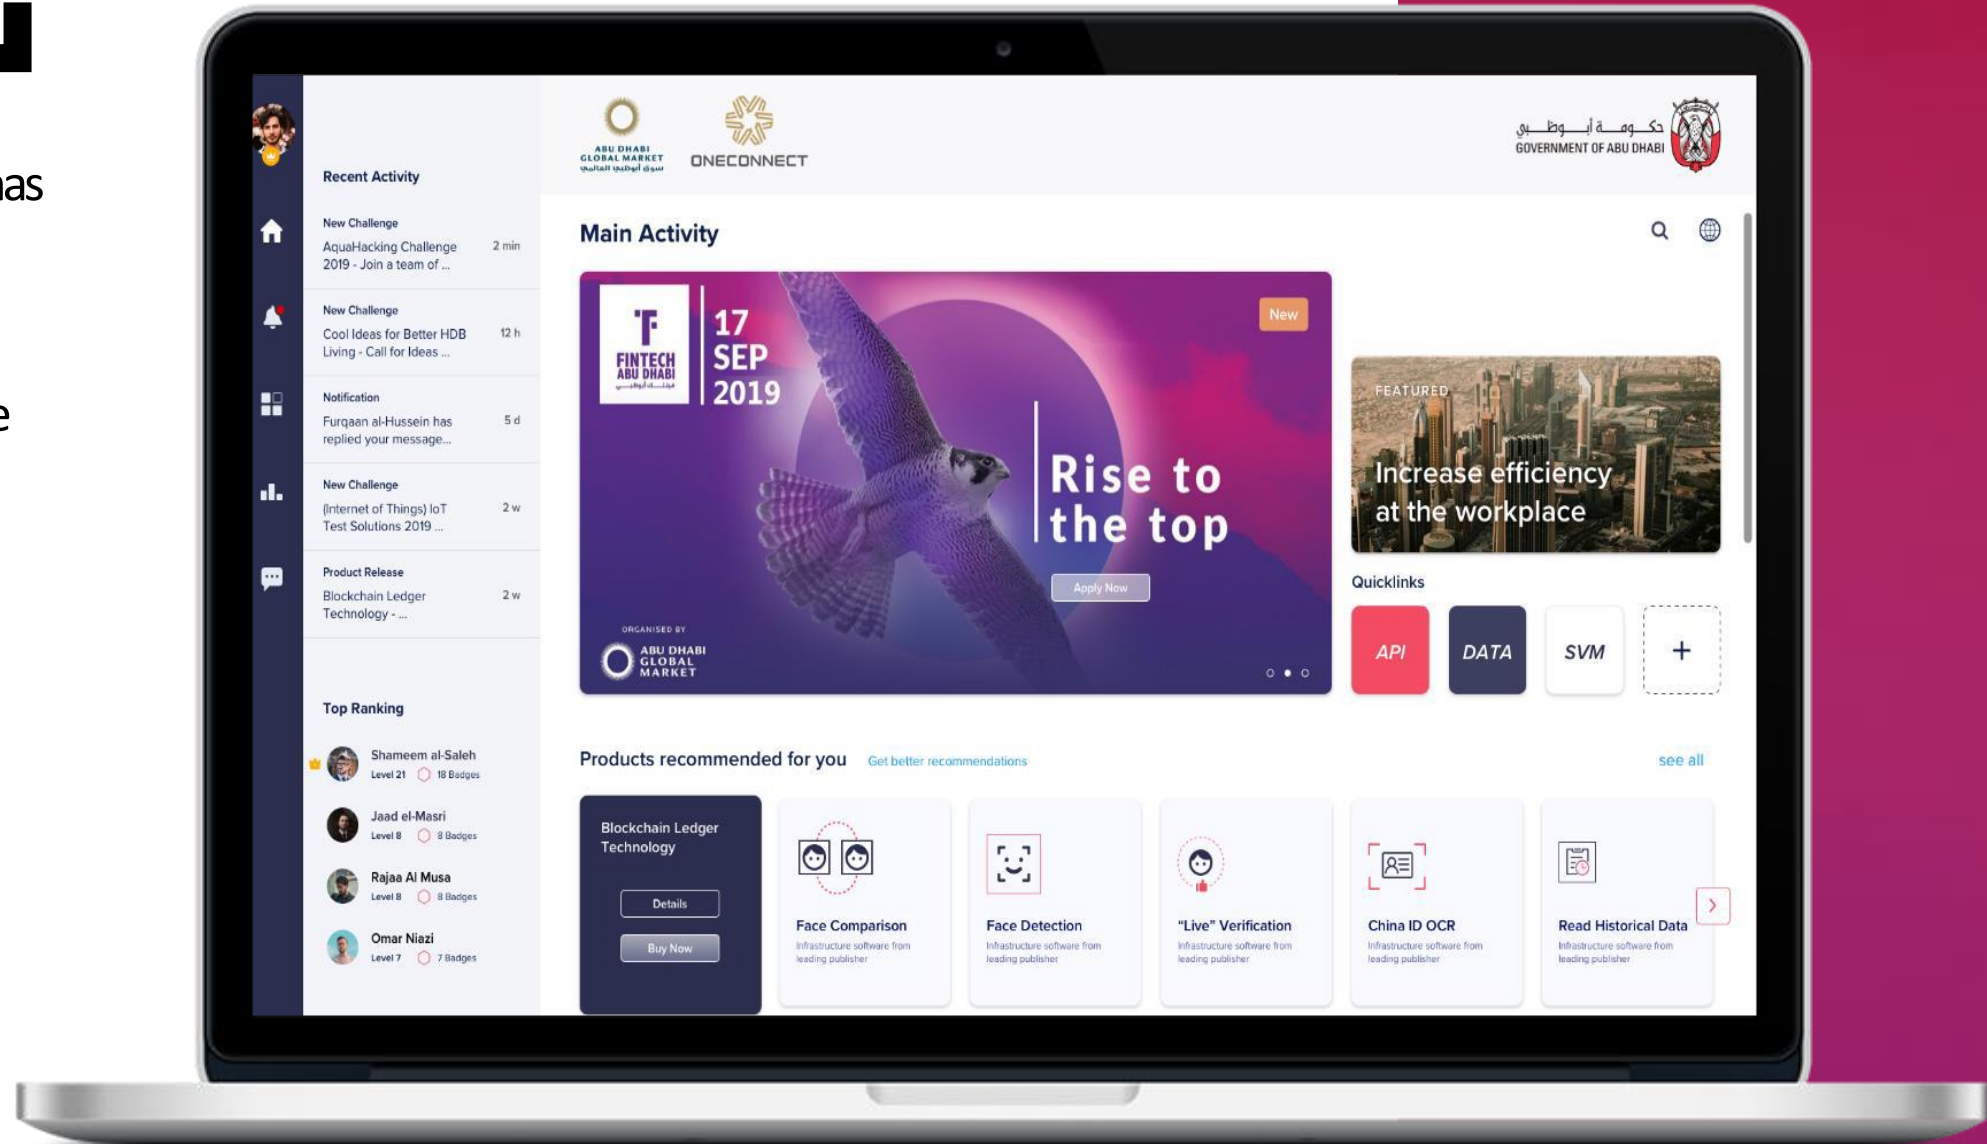 as
e
Recent Activity
New Challenge
AquaHacking Challenge 2 min
2019 - Join a team of ...
New Challenge
Cool Ideas for Better HDB 12 h
Living - Call for Ideas ...
Notification
Furqaan al-Hussein has 5 d
replied your message...
New Challenge
(Internet of Things) IoT 2 w
Test Solutions 2019 ...
Product Release
Blockchain Ledger 2 w
Technology - ...
Top Ranking
Shameem al-Saleh
Level 21 18 Badges
Jaad el-Masri
Level 8 8 Badges
Rajaa Al Musa
Level 8 8 Badges
Omar Niazi
Level 7 7 Badges
ABU DHABI
GLOBAL MARKET
سوق أبوظبي العالمي
ONECONNECT
حكومة أبوظبي
GOVERNMENT OF ABU DHABI
Main Activity
FINTECH
ABU DHABI
فينتك أبوظبي
17
SEP
2019
New
Rise to
the top
Apply Now
ORGANISED BY
ABU DHABI
GLOBAL
MARKET
FEATURED
Increase efficiency
at the workplace
Quicklinks
API DATA SVM +
Products recommended for you Get better recommendations see all
Blockchain Ledger
Technology
Details
Buy Now
Face Comparison
Infrastructure software from
leading publisher
Face Detection
Infrastructure software from
leading publisher
“Live” Verification
Infrastructure software from
leading publisher
China ID OCR
Infrastructure software from
leading publisher
Read Historical Data
Infrastructure software from
leading publisher